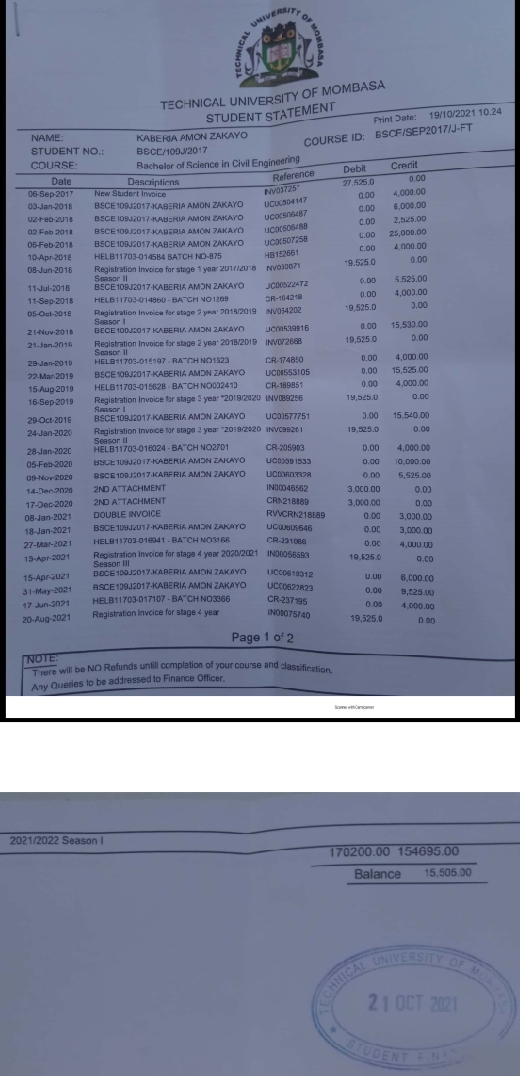 TECHNICAL UNIVERSITY OF MOMBASA
TECHNICAL UNIVERSITY OF MOMBASA
STUDENT STATEMENT
Print Date: 19/10/2021 10.24
NAME: KABERIA AMON ZAKAYO
STUDENT NO.: BSCE/109J/2017 COURSE ID: BSCE/SEP2017/J-FT
COURSE: Bachelor of Science in Civil Engineering
Date Descriptions Reference Debit Credit
06-Sep-2017 New Student Invoice 27,525.0 0.00
03-Jan-2018 BSCE109J2017-KABERIA AMON ZAKAYO UC00504147 0.00 4,000.00
02-Feb-2018 BSCE109J2017-KABERIA AMON ZAKAYO UC00506487 0.00 6,000.00
02-Feb-2018 BSCE109J2017-KABERIA AMON ZAKAYO UC00506488 0.00 2,525.00
06-Feb-2018 BSCE109J2017-KABERIA AMON ZAKAYO UC00507258 0.00 25,000.00
10-Apr-2018 HELB11703-014584 BATCH NO-875 HB152661 0.00 4,000.00
08-Jun-2018 Registration Invoice for stage 1 year 2017/2018 19,525.0 0.00
Season II
11-Jul-2018 BSCE109J2017-KABERIA AMON ZAKAYO UC00522472 0.00 5,525.00
11-Sep-2018 HELB11703-014860 - BATCH NO1269 CR-164218 0.00 4,000.00
05-Oct-2018 Registration Invoice for stage 2 year 2018/2019 INV054202 19,525.0 0.00
Season I
21-Nov-2018 BSCE109J2017-KABERIA AMON ZAKAYO UC00539916 0.00 15,530.00
21-Jan-2019 Registration Invoice for stage 2 year 2018/2019 INV072668 19,525.0 0.00
Season II
29-Jan-2019 HELB11703-015197 - BATCH NO1523 CR-174850 0.00 4,000.00
22-Mar-2019 BSCE109J2017-KABERIA AMON ZAKAYO UC00553105 0.00 15,525.00
15-Aug-2019 HELB11703-015628 - BATCH NO002410 CR-189851 0.00 4,000.00
16-Sep-2019 Registration Invoice for stage 3 year "2019/2020 INV089256 19,525.0 0.00
Season I
29-Oct-2019 BSCE109J2017-KABERIA AMON ZAKAYO UC00577751 0.00 15,540.00
24-Jan-2020 Registration Invoice for stage 3 year "2019/2020 INV099261 19,525.0 0.00
Season II
28-Jan-2020 HELB11703-016024 - BATCH NO2701 CR-205903 0.00 4,000.00
05-Feb-2020 BSCE109J2017-KABERIA AMON ZAKAYO UC00591533 0.00 10,000.00
09-Nov-2020 BSCE109J2017-KABERIA AMON ZAKAYO UC00603328 0.00 5,525.00
14-Dec-2020 2ND ATTACHMENT IN00046562 3,000.00 0.00
17-Dec-2020 2ND ATTACHMENT CRN218889 3,000.00 0.00
08-Jan-2021 DOUBLE INVOICE RVVCRN218889 0.00 3,000.00
18-Jan-2021 BSCE109J2017-KABERIA AMON ZAKAYO UC00609546 0.00 3,000.00
27-Mar-2021 HELB11703-016941 - BATCH NO3166 CR-231066 0.00 4,000.00
13-Apr-2021 Registration Invoice for stage 4 year 2020/2021 IN00056593 19,525.0 0.00
Season III
15-Apr-2021 BSCE109J2017-KABERIA AMON ZAKAYO UC00619312 0.00 6,000.00
31-May-2021 BSCE109J2017-KABERIA AMON ZAKAYO UC00622823 0.00 9,525.00
17-Jun-2021 HELB11703-017107 - BATCH NO3366 CR-237195 0.00 4,000.00
20-Aug-2021 Registration Invoice for stage 4 year IN00075740 19,525.0 0.00
Page 1 of 2
NOTE:
There will be NO Refunds untill completion of your course and classification.
Any Queries to be addressed to Finance Officer.
Scanned with CamScanner
2021/2022 Season I
170200.00 154695.00
Balance 15,505.00
TECHNICAL UNIVERSITY OF MOMBASA
21 OCT 2021
STUDENT FINANCE